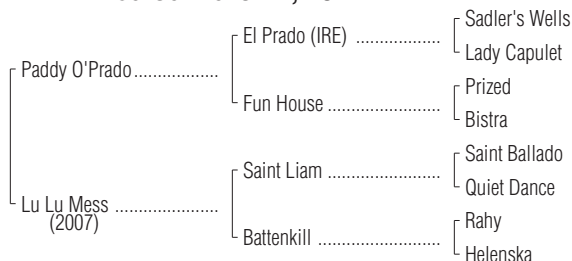 Sadler's Wells
El Prado (IRE) ...................
Lady Capulet
Paddy O'Prado..................
Prized
Fun House ........................
Bistra
Saint Ballado
Saint Liam ........................
Quiet Dance
Lu Lu Mess ......................
(2007)
Rahy
Battenkill ..........................
Helenska